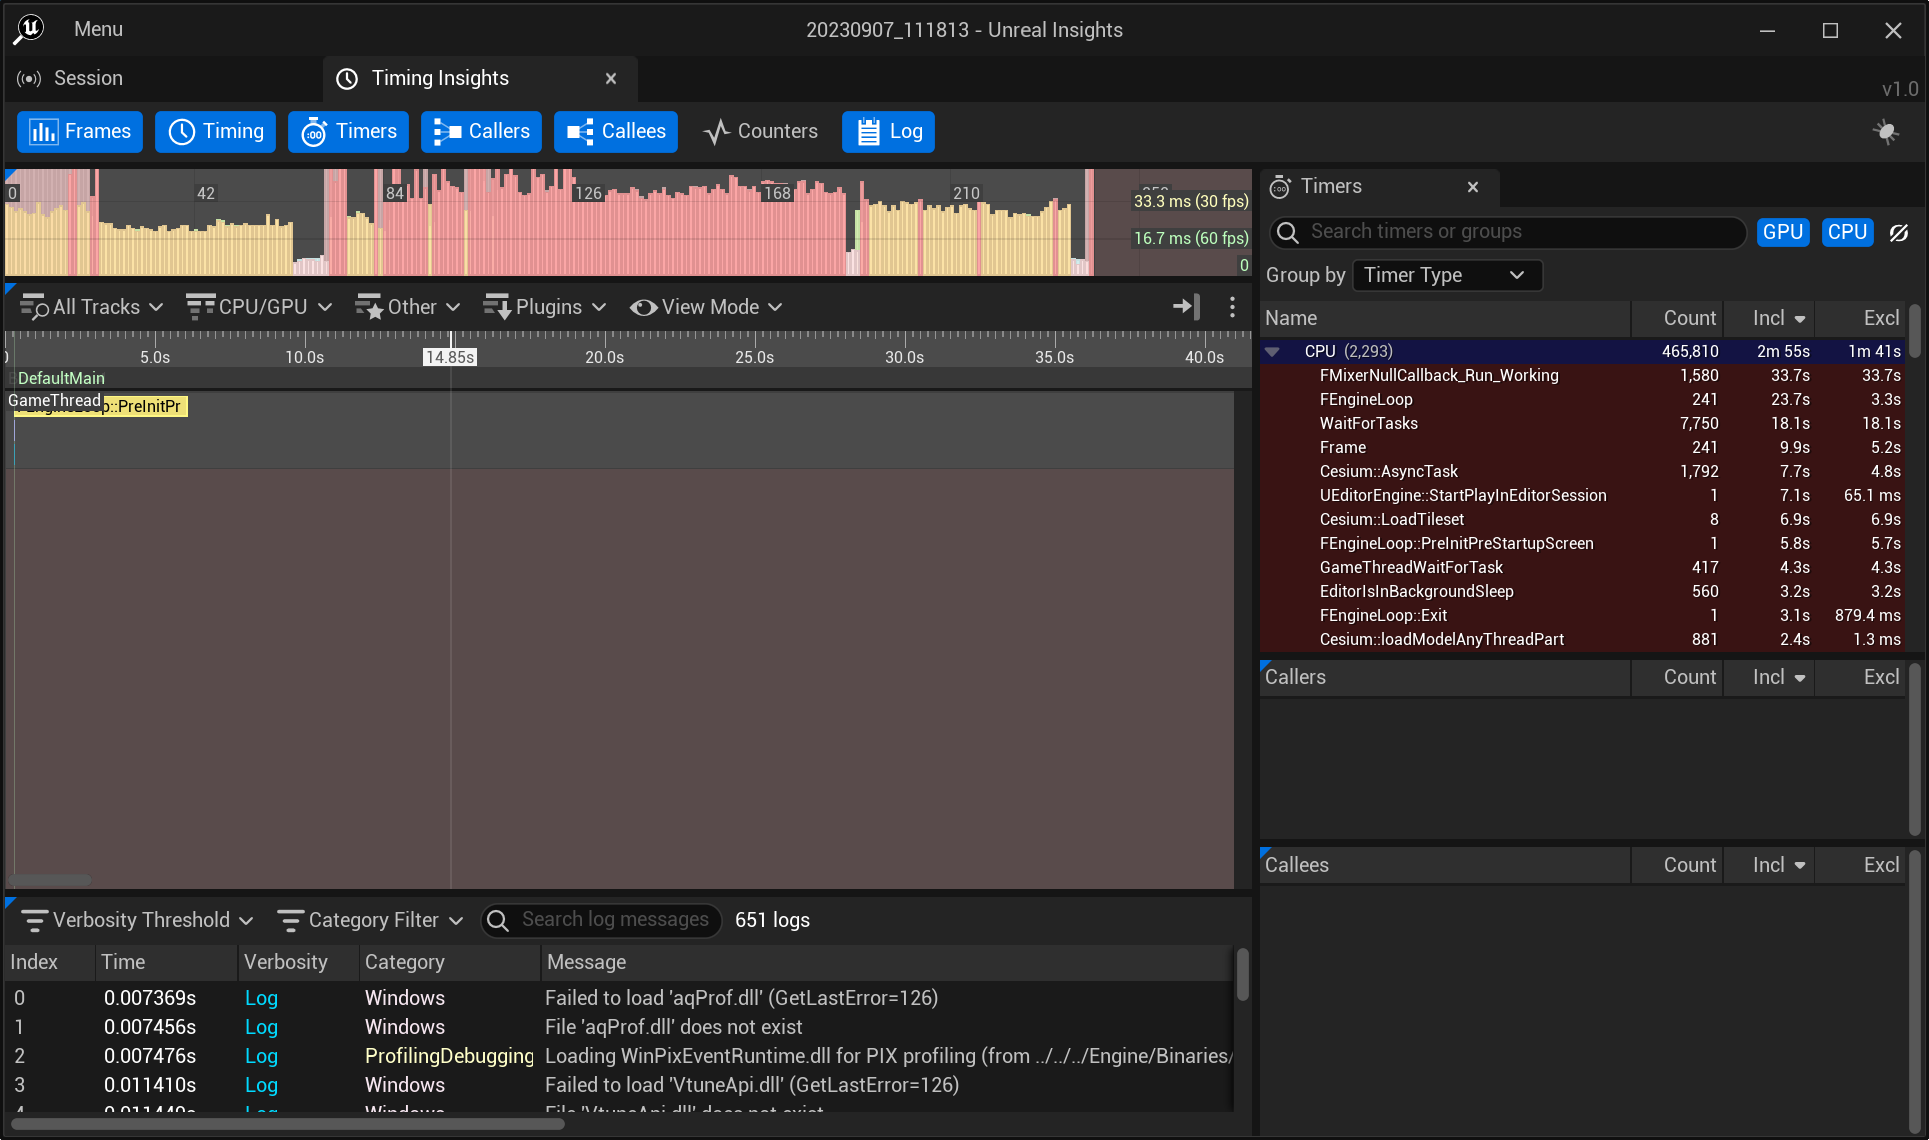 Menu
20230907_111813 - Unreal Insights
Session
Timing Insights
v1.0
Frames
Timing
Timers
Callers
Callees
Counters
Log
0 42 84 126 168 210
33.3 ms (30 fps)
16.7 ms (60 fps)
0
All Tracks
CPU/GPU
Other
Plugins
View Mode
5.0s 10.0s 14.85s 20.0s 25.0s 30.0s 35.0s 40.0s
DefaultMain
GameThread
::PreInitPr
Verbosity Threshold
Category Filter
Search log messages
651 logs
Index Time Verbosity Category Message
0 0.007369s Log Windows Failed to load 'aqProf.dll' (GetLastError=126)
1 0.007456s Log Windows File 'aqProf.dll' does not exist
2 0.007476s Log ProfilingDebugging Loading WinPixEventRuntime.dll for PIX profiling (from ../../../Engine/Binaries/
3 0.011410s Log Windows Failed to load 'VtuneApi.dll' (GetLastError=126)
4 0.011449s Log Windows File 'VtuneApi.dll' does not exist
Timers
Search timers or groups
GPU
CPU
Group by Timer Type
Name Count Incl Excl
CPU (2,293) 465,810 2m 55s 1m 41s
FMixerNullCallback_Run_Working 1,580 33.7s 33.7s
FEngineLoop 241 23.7s 3.3s
WaitForTasks 7,750 18.1s 18.1s
Frame 241 9.9s 5.2s
Cesium::AsyncTask 1,792 7.7s 4.8s
UEditorEngine::StartPlayInEditorSession 1 7.1s 65.1 ms
Cesium::LoadTileset 8 6.9s 6.9s
FEngineLoop::PreInitPreStartupScreen 1 5.8s 5.7s
GameThreadWaitForTask 417 4.3s 4.3s
EditorIsInBackgroundSleep 560 3.2s 3.2s
FEngineLoop::Exit 1 3.1s 879.4 ms
Cesium::loadModelAnyThreadPart 881 2.4s 1.3 ms
Callers Count Incl Excl
Callees Count Incl Excl